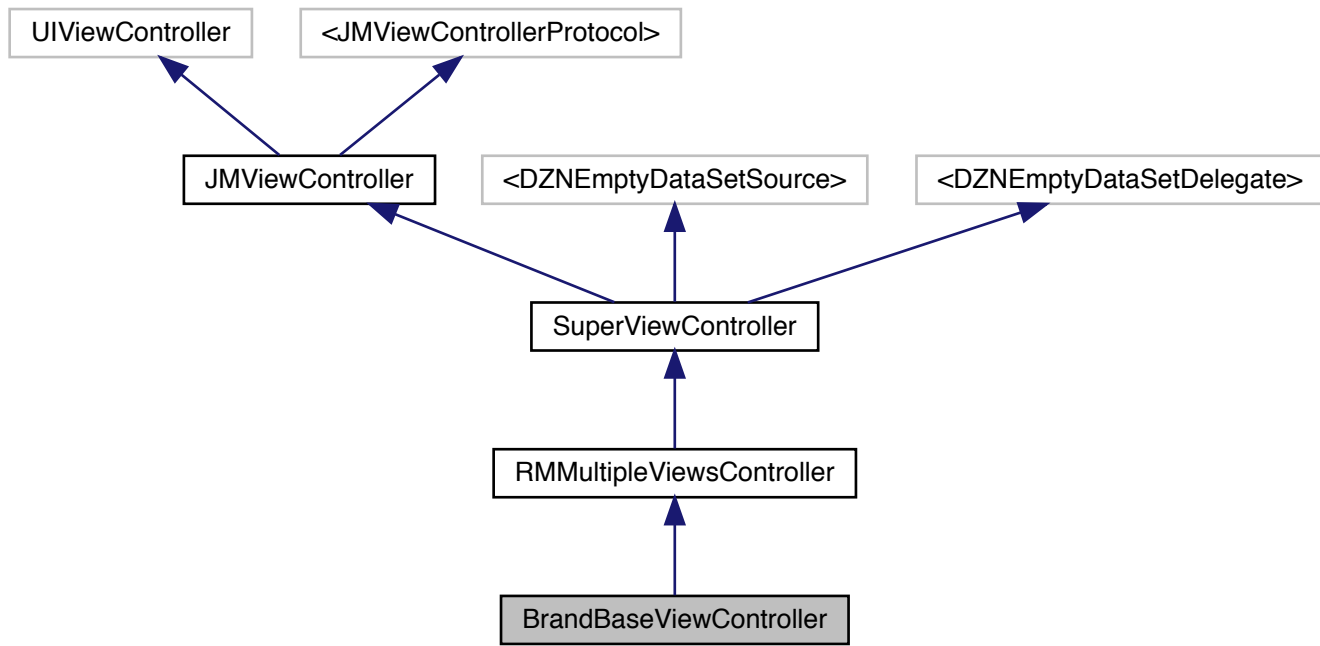 UIViewController
<JMViewControllerProtocol>
JMViewController
<DZNEmptyDataSetSource>
<DZNEmptyDataSetDelegate>
SuperViewController
RMMultipleViewsController
BrandBaseViewController